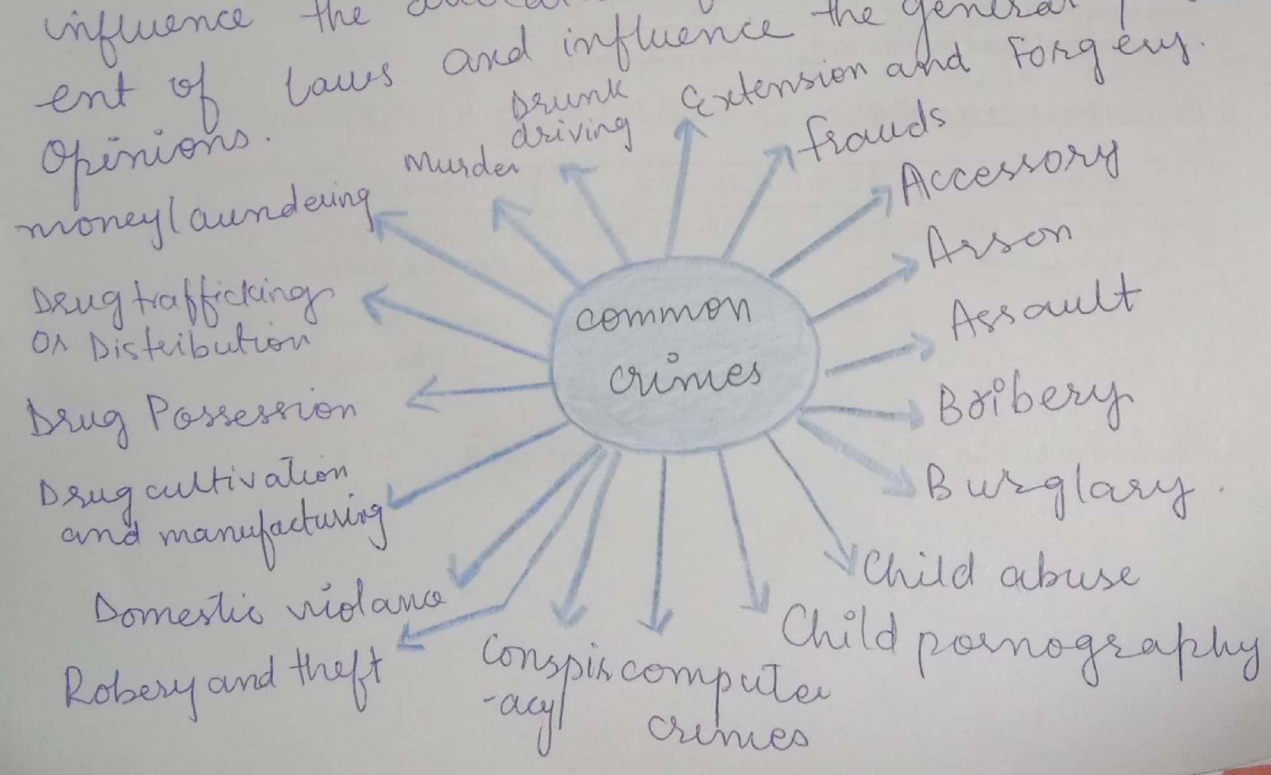 influence the
ent of laws and influence the general
Opinions.
Drunk
driving
Extension and Forgery.
frauds
Murder
Accessory
money laundering
Arson
Drug trafficking
Or Distribution
Assault
common
crimes
Drug Possession
Bribery
Drug cultivation
and manufacturing
Burglary.
Child abuse
Domestic violance
Child pornography
Robery and theft
Conspir
-acy
computer
crimes